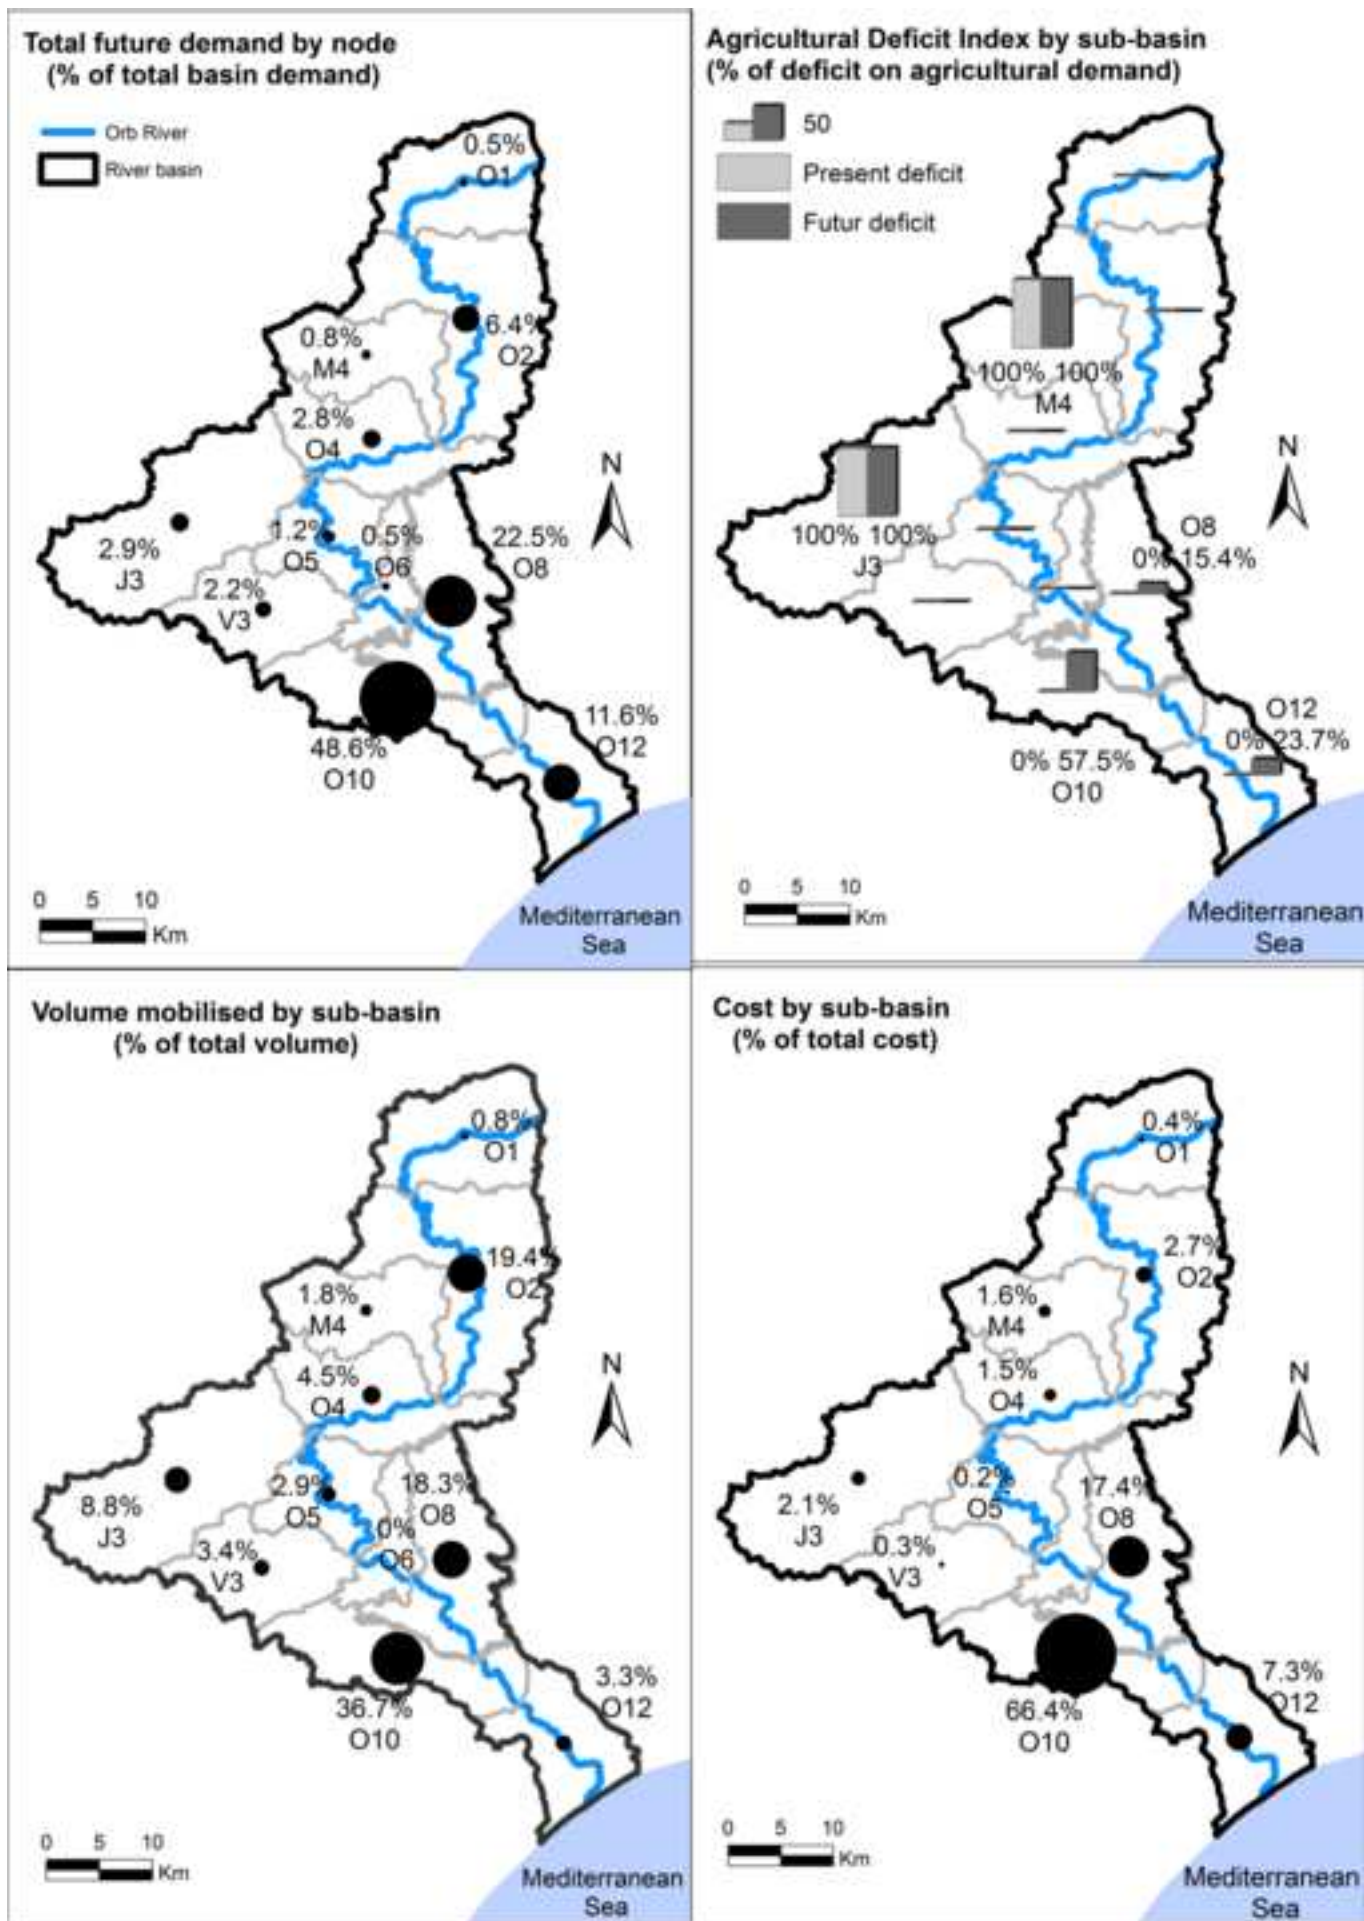 Total future demand by node
(% of total basin demand)
Orb River
River basin
0.5%
O1
6.4%
O2
0.8%
M4
2.8%
O4
N
2.9%
J3
1.2%
O5
0.5%
O6
22.5%
O8
2.2%
V3
48.6%
O10
11.6%
O12
0 5 10
Km
Mediterranean
Sea
Agricultural Deficit Index by sub-basin
(% of deficit on agricultural demand)
50
Present deficit
Futur deficit
100% 100%
M4
N
100% 100%
J3
O8
0% 15.4%
O12
0% 23.7%
0% 57.5%
O10
0 5 10
Km
Mediterranean
Sea
Volume mobilised by sub-basin
(% of total volume)
0.8%
O1
19.4%
O2
1.8%
M4
4.5%
O4
N
8.8%
J3
2.9%
O5
18.3%
O8
0%
O6
3.4%
V3
36.7%
O10
3.3%
O12
0 5 10
Km
Mediterranean
Sea
Cost by sub-basin
(% of total cost)
0.4%
O1
2.7%
O2
1.6%
M4
1.5%
O4
N
2.1%
J3
0.2%
O5
17.4%
O8
0.3%
V3
66.4%
O10
7.3%
O12
0 5 10
Km
Mediterranean
Sea